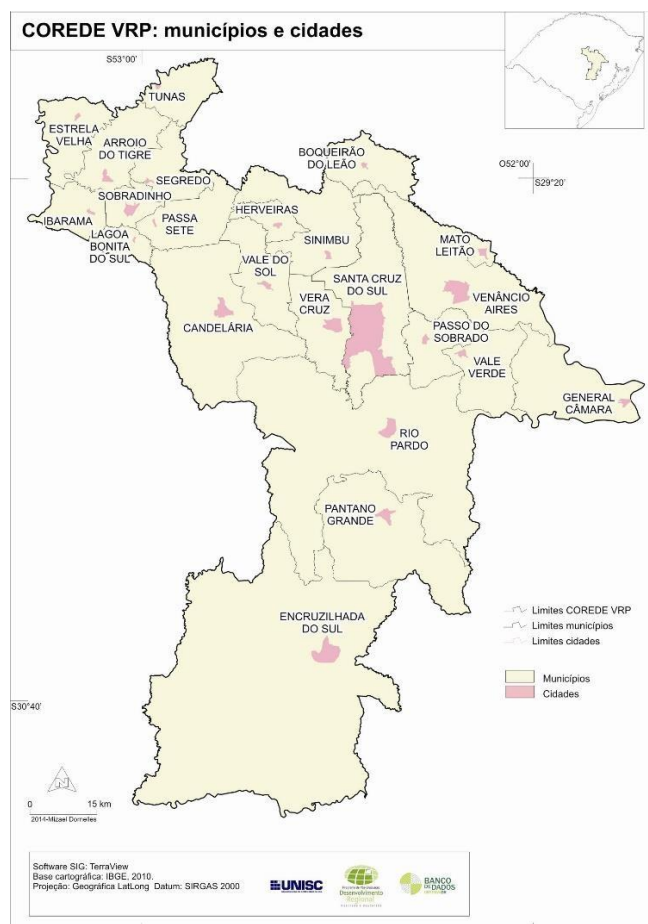 COREDE VRP: municípios e cidades
S53°00'
TUNAS
ESTRELA
VELHA
ARROIO
DO TIGRE
BOQUEIRÃO
DO LEÃO
O52°00'
S29°20'
SEGREDO
SOBRADINHO
IBARAMA
PASSA
SETE
HERVEIRAS
LAGOA
BONITA
DO SUL
SINIMBU
MATO
LEITÃO
VALE DO
SOL
SANTA CRUZ
DO SUL
VERA
CRUZ
VENÂNCIO
AIRES
CANDELÁRIA
PASSO DO
SOBRADO
VALE
VERDE
GENERAL
CÂMARA
RIO
PARDO
PANTANO
GRANDE
ENCRUZILHADA
DO SUL
Limites COREDE VRP
Limites municípios
Limites cidades
Municípios
Cidades
S30°40'
N
0 15 km
2014-Mizael Dornelles
Software SIG: TerraView
Base cartográfica: IBGE, 2010.
Projeção: Geográfica LatLong Datum: SIRGAS 2000
UNISC
Desenvolvimento
Regional
BANCO
DE DADOS